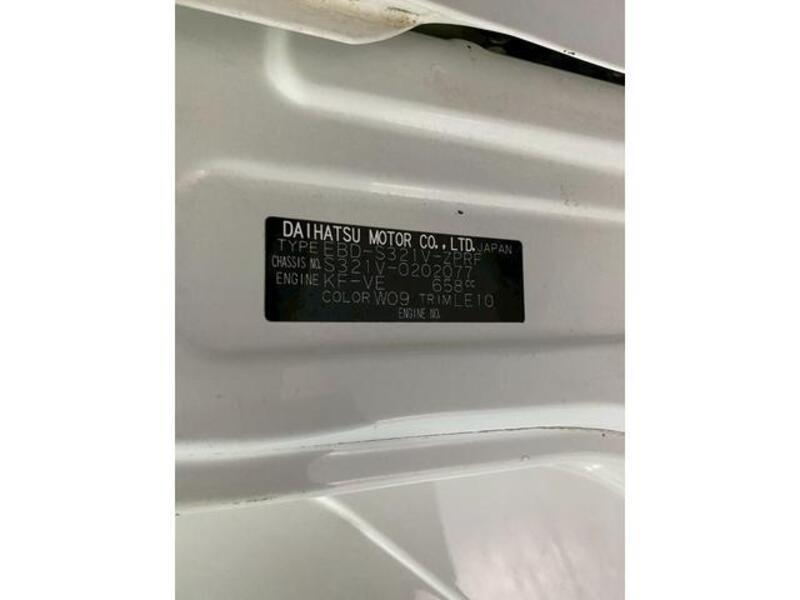 DAIHATSU MOTOR CO., LTD. JAPAN
TYPE EBD-S321V-ZPRF
CHASSIS NO. S321V-0202077
ENGINE KF-VE 658cc
COLOR W09 TRIM LE10
ENGINE NO.